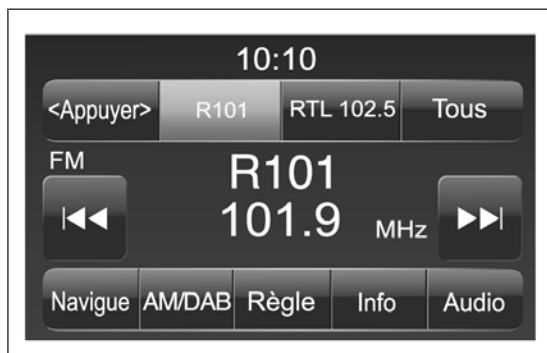 10:10
<Appuyer> R101 RTL 102.5 Tous
FM
R101
101.9 MHz
Navigue AM/DAB Règle Info Audio